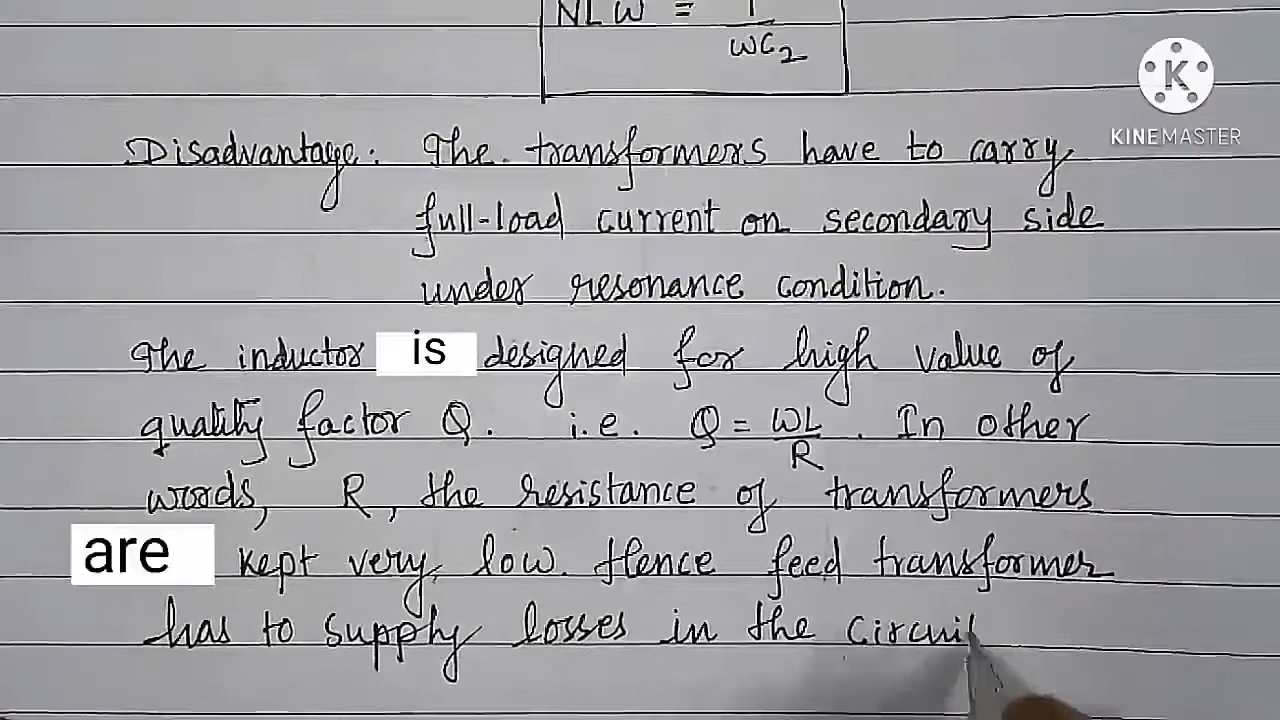 NLω = 1
ωC2
KINEMASTER
Disadvantage: The transformers have to carry
full-load current on secondary side
under resonance condition.
The inductor is designed for high value of
quality factor Q. i.e. Q = ωL/R. In other
words, R, the resistance of transformers
are kept very low. Hence feed transformer
has to supply losses in the circuit